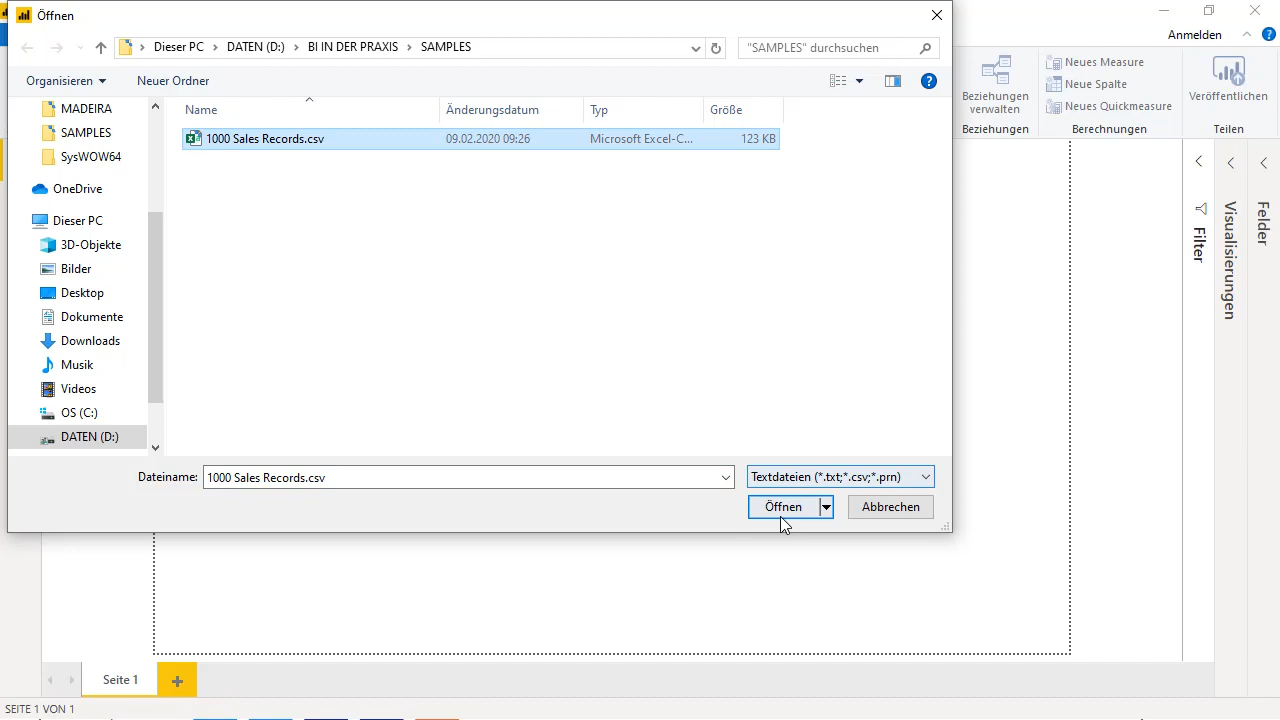 Öffnen
Dieser PC > DATEN (D:) > BI IN DER PRAXIS > SAMPLES
"SAMPLES" durchsuchen
Anmelden
Organisieren
Neuer Ordner
MADEIRA
SAMPLES
SysWOW64
OneDrive
Dieser PC
3D-Objekte
Bilder
Desktop
Dokumente
Downloads
Musik
Videos
OS (C:)
DATEN (D:)
Name Änderungsdatum Typ Größe
1000 Sales Records.csv 09.02.2020 09:26 Microsoft Excel-C... 123 KB
Dateiname: 1000 Sales Records.csv
Textdateien (*.txt;*.csv;*.prn)
Öffnen
Abbrechen
Beziehungen
verwalten
Beziehungen
Neues Measure
Neue Spalte
Neues Quickmeasure
Berechnungen
Veröffentlichen
Teilen
Filter
Visualisierungen
Felder
Seite 1
SEITE 1 VON 1